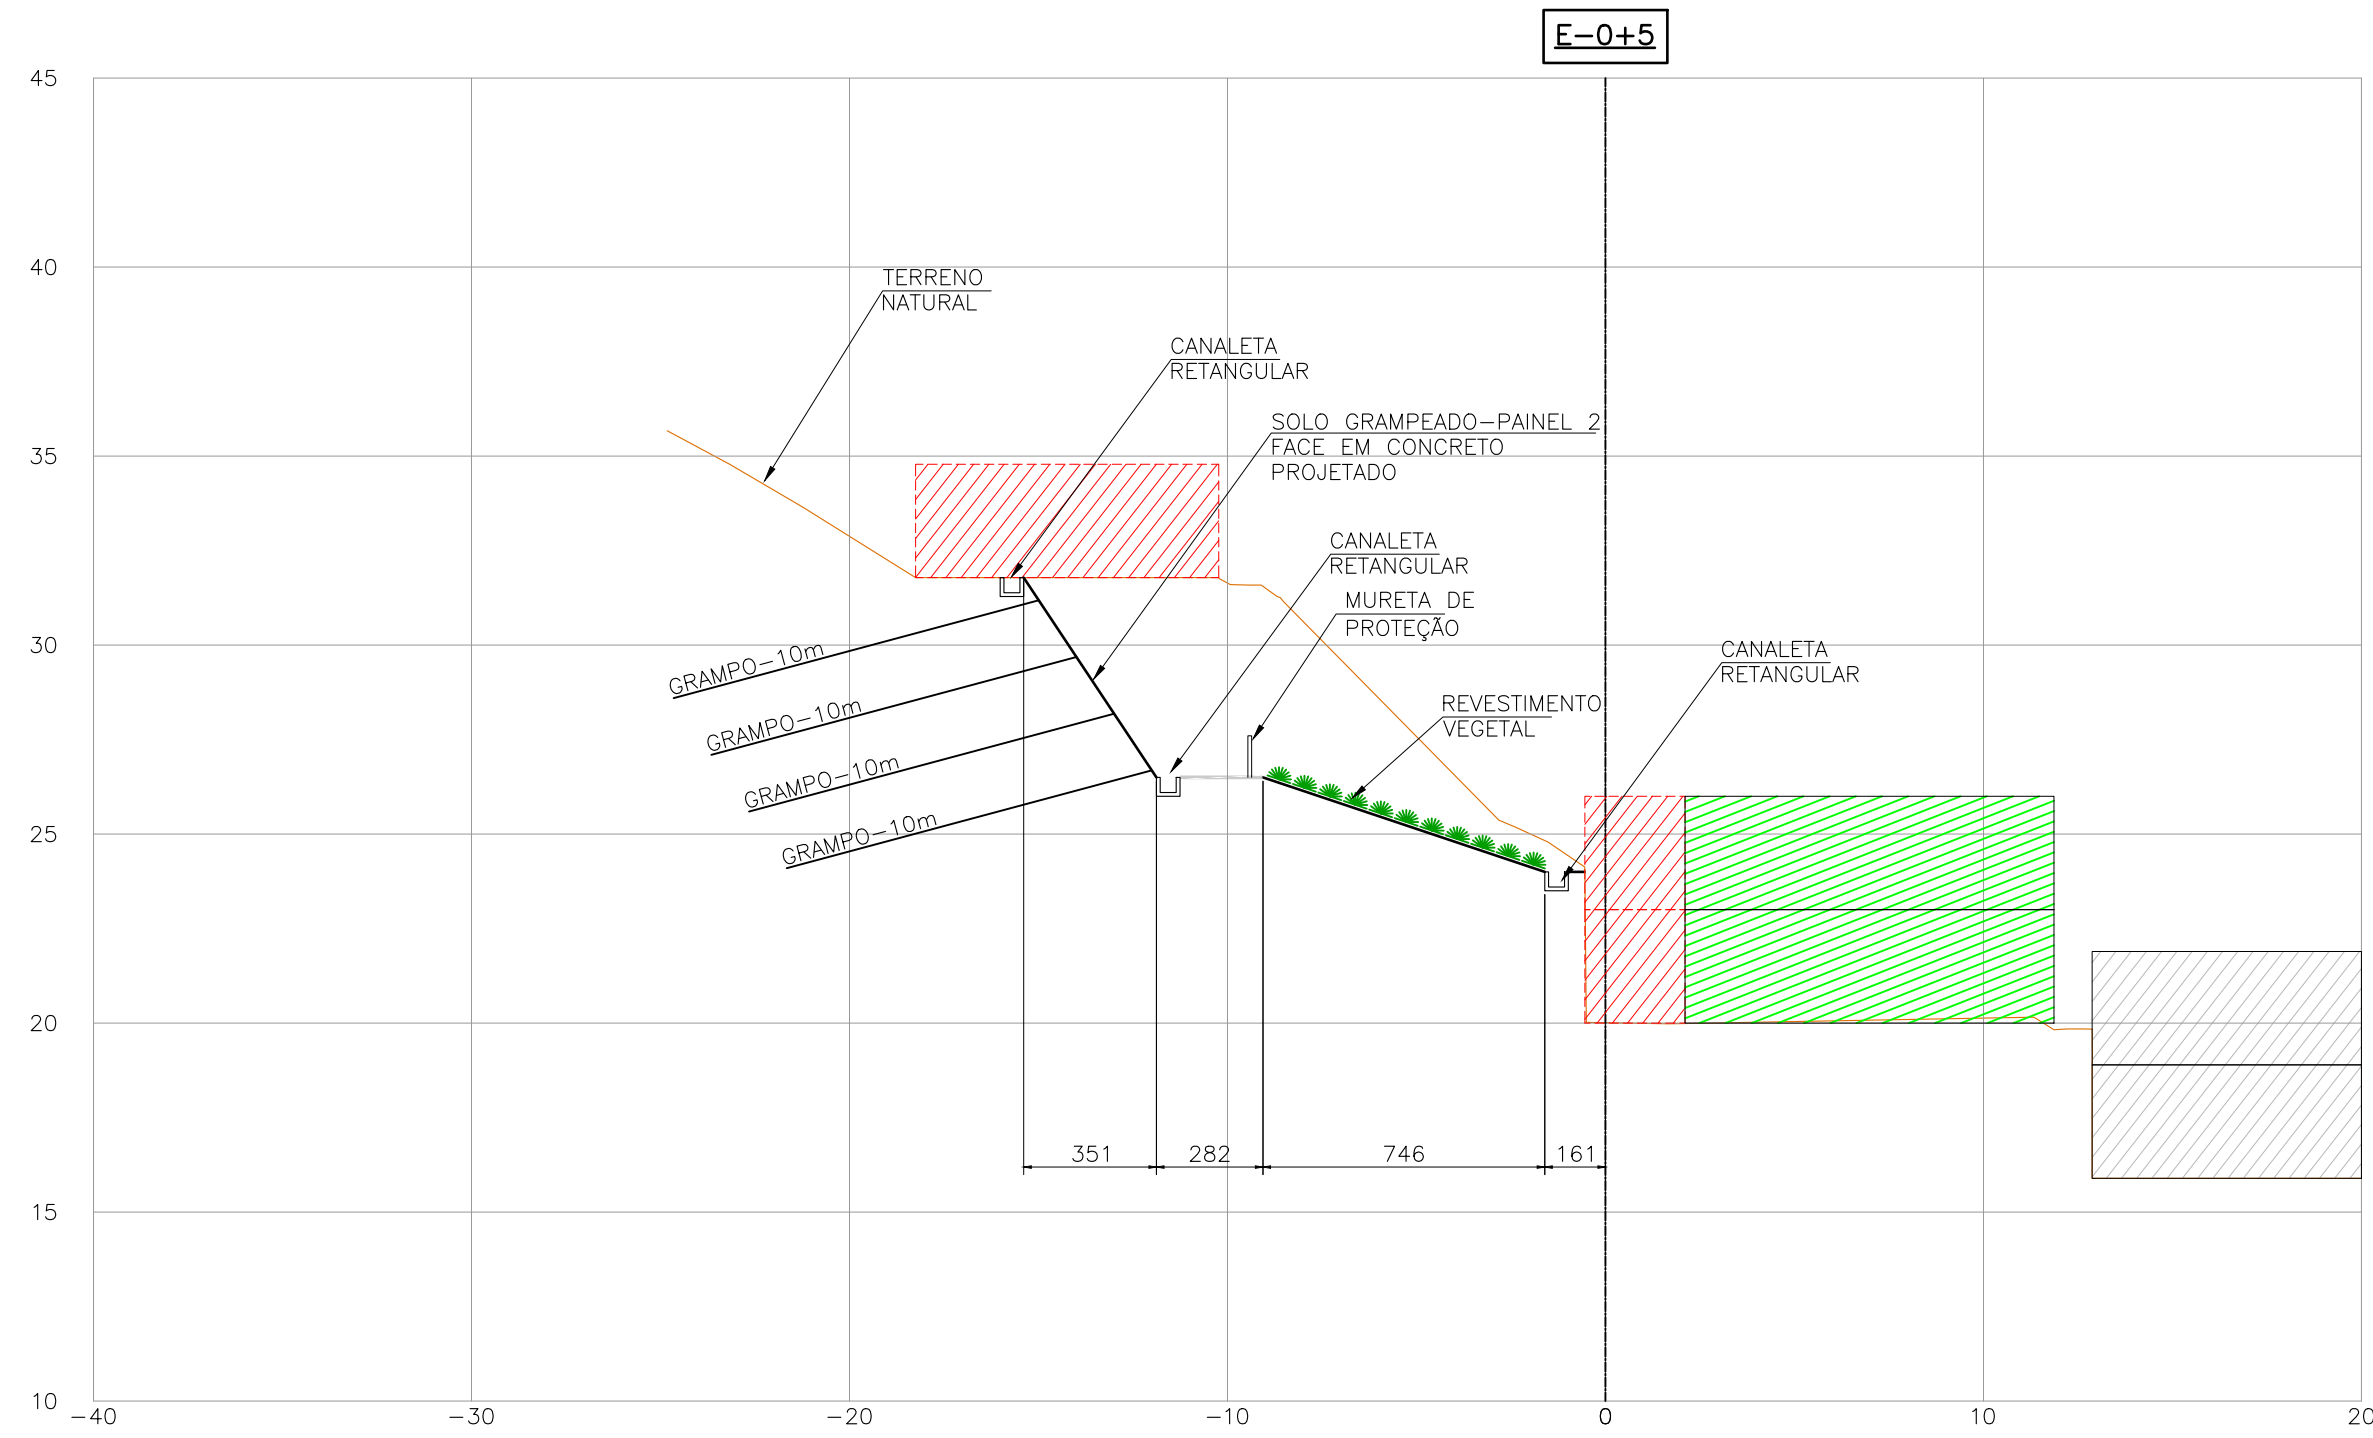 E-0+5
45
40
35
30
25
20
15
10
-40
-30
-20
-10
0
10
20
TERRENO
NATURAL
CANALETA
RETANGULAR
SOLO GRAMPEADO-PAINEL 2
FACE EM CONCRETO
PROJETADO
CANALETA
RETANGULAR
MURETA DE
PROTEÇÃO
CANALETA
RETANGULAR
REVESTIMENTO
VEGETAL
GRAMPO-10m
GRAMPO-10m
GRAMPO-10m
GRAMPO-10m
351
282
746
161